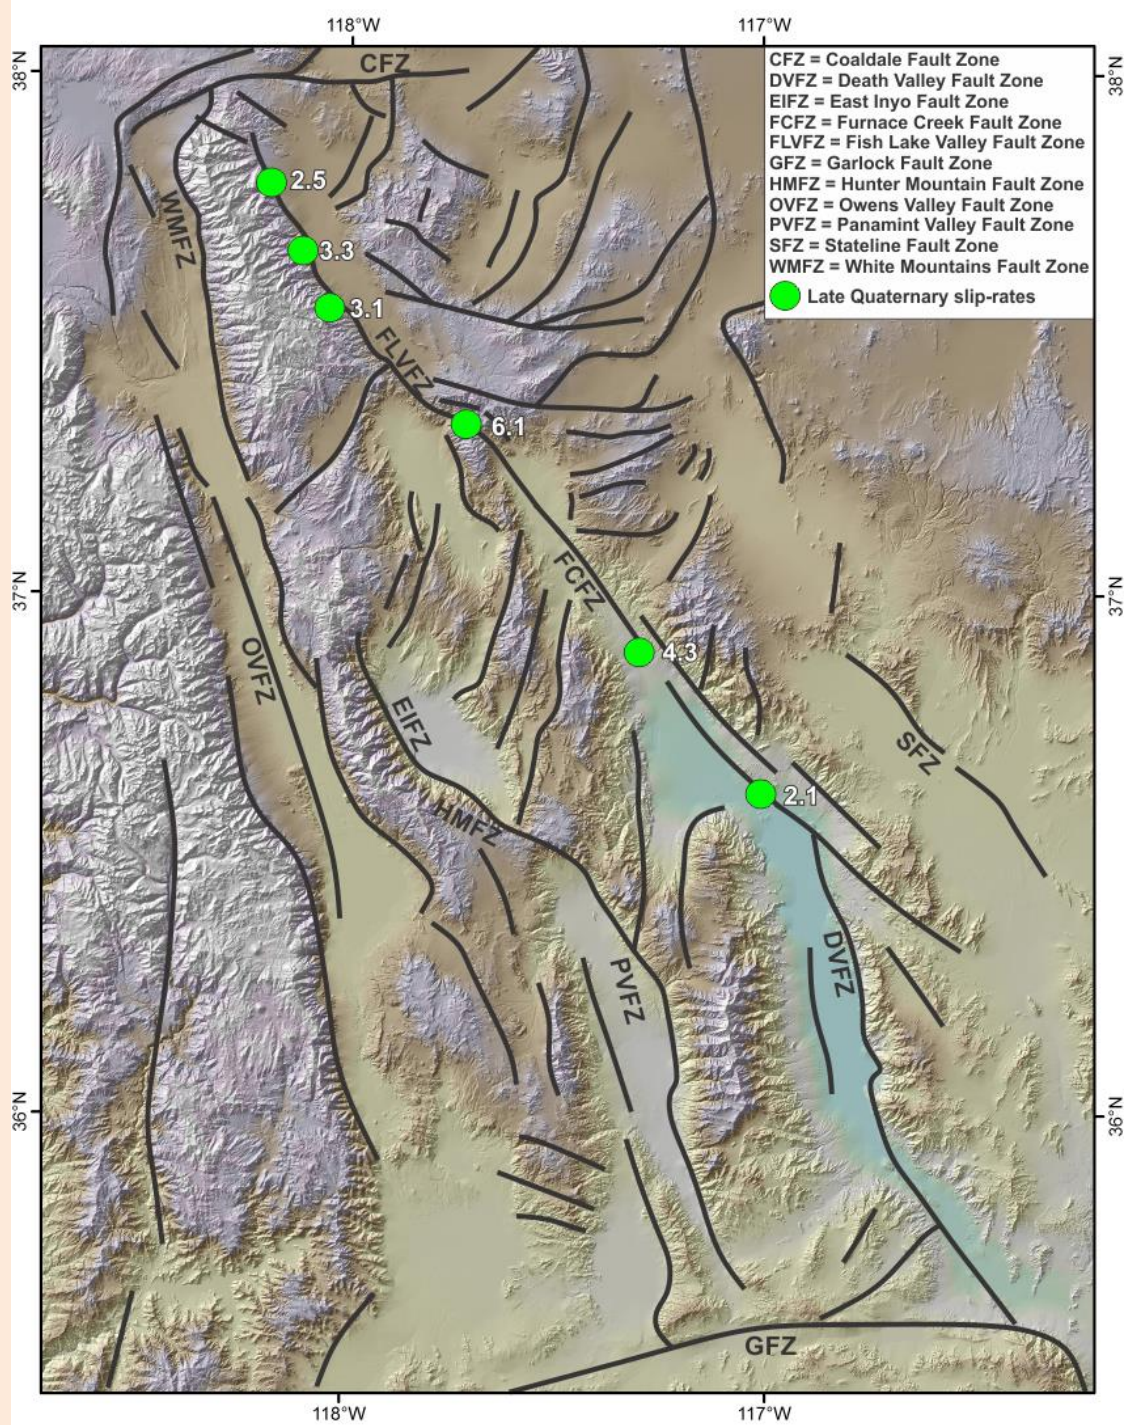 118°W
117°W
38°N
38°N
CFZ
CFZ = Coaldale Fault Zone
DVFZ = Death Valley Fault Zone
EIFZ = East Inyo Fault Zone
FCFZ = Furnace Creek Fault Zone
FLVFZ = Fish Lake Valley Fault Zone
GFZ = Garlock Fault Zone
HMFZ = Hunter Mountain Fault Zone
OVFZ = Owens Valley Fault Zone
PVFZ = Panamint Valley Fault Zone
SFZ = Stateline Fault Zone
WMFZ = White Mountains Fault Zone
Late Quaternary slip-rates
2.5
WMFZ
3.3
3.1
FLVFZ
6.1
FCFZ
37°N
37°N
4.3
OVFZ
EIFZ
SFZ
2.1
HMFZ
DVFZ
PVFZ
36°N
36°N
GFZ
118°W
117°W